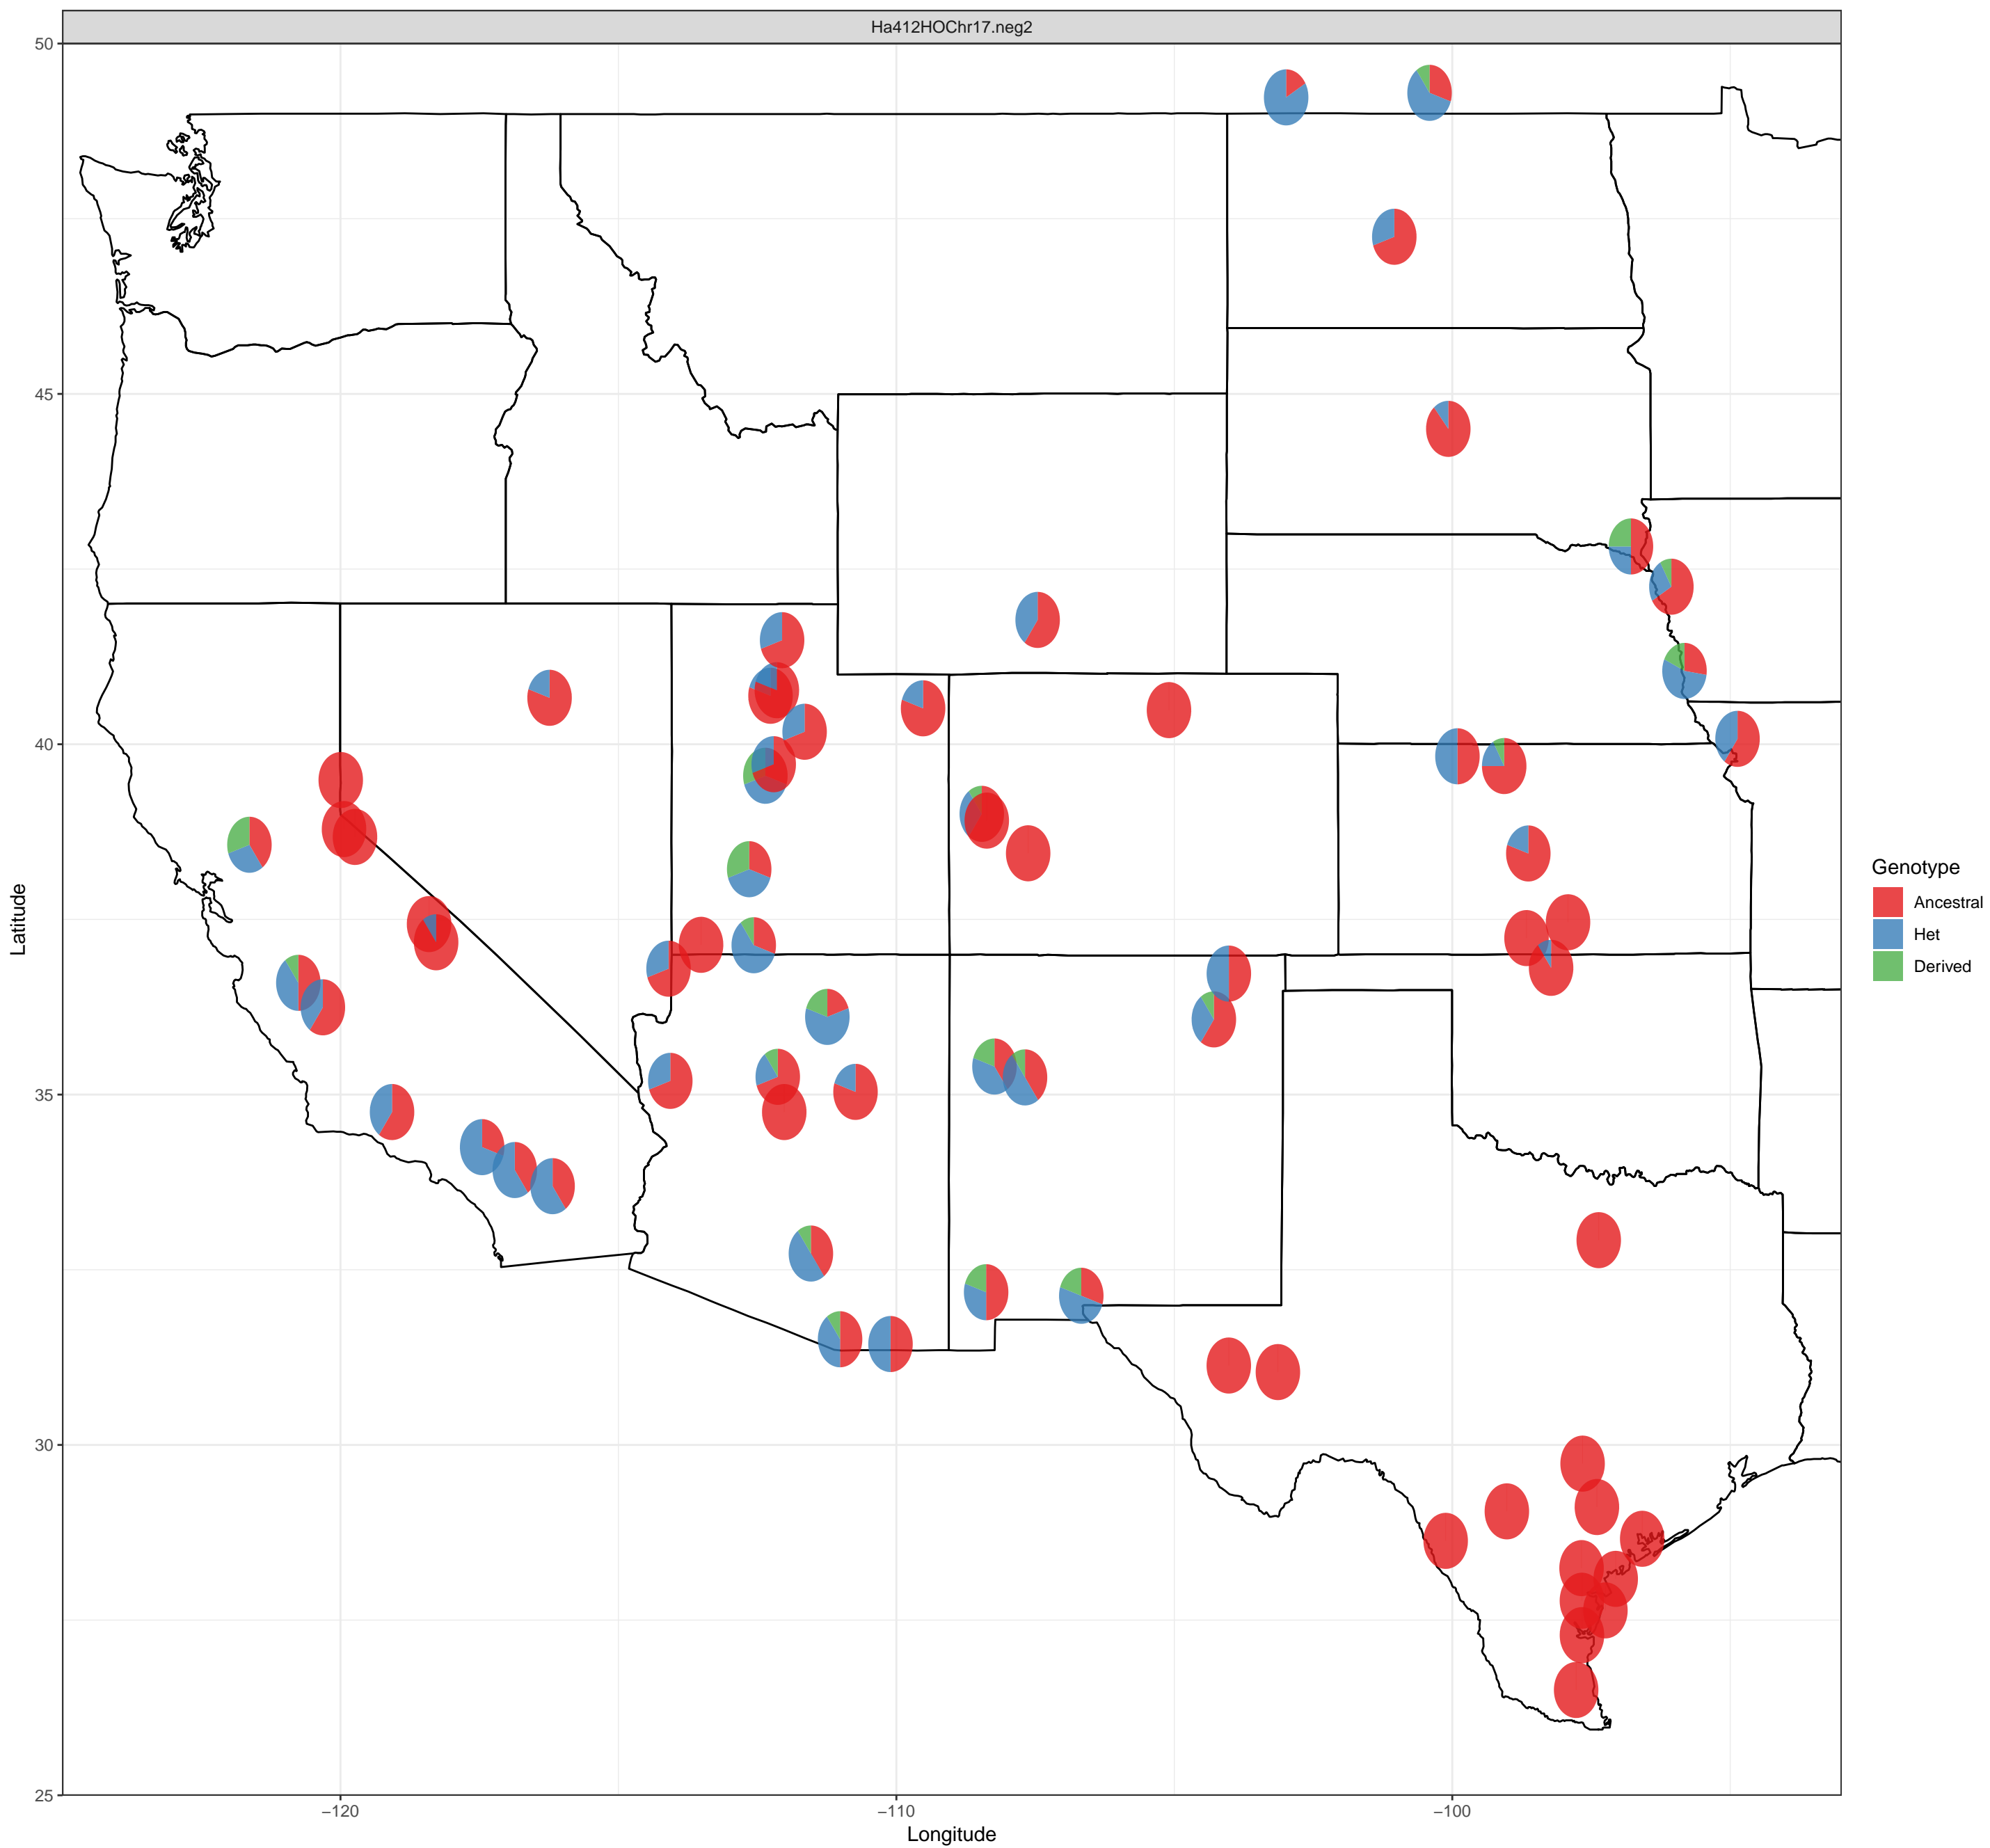 Ha412HOChr17.neg2
50
45
40
35
30
25
Latitude
−120
−110
−100
Longitude
Genotype
Ancestral
Het
Derived